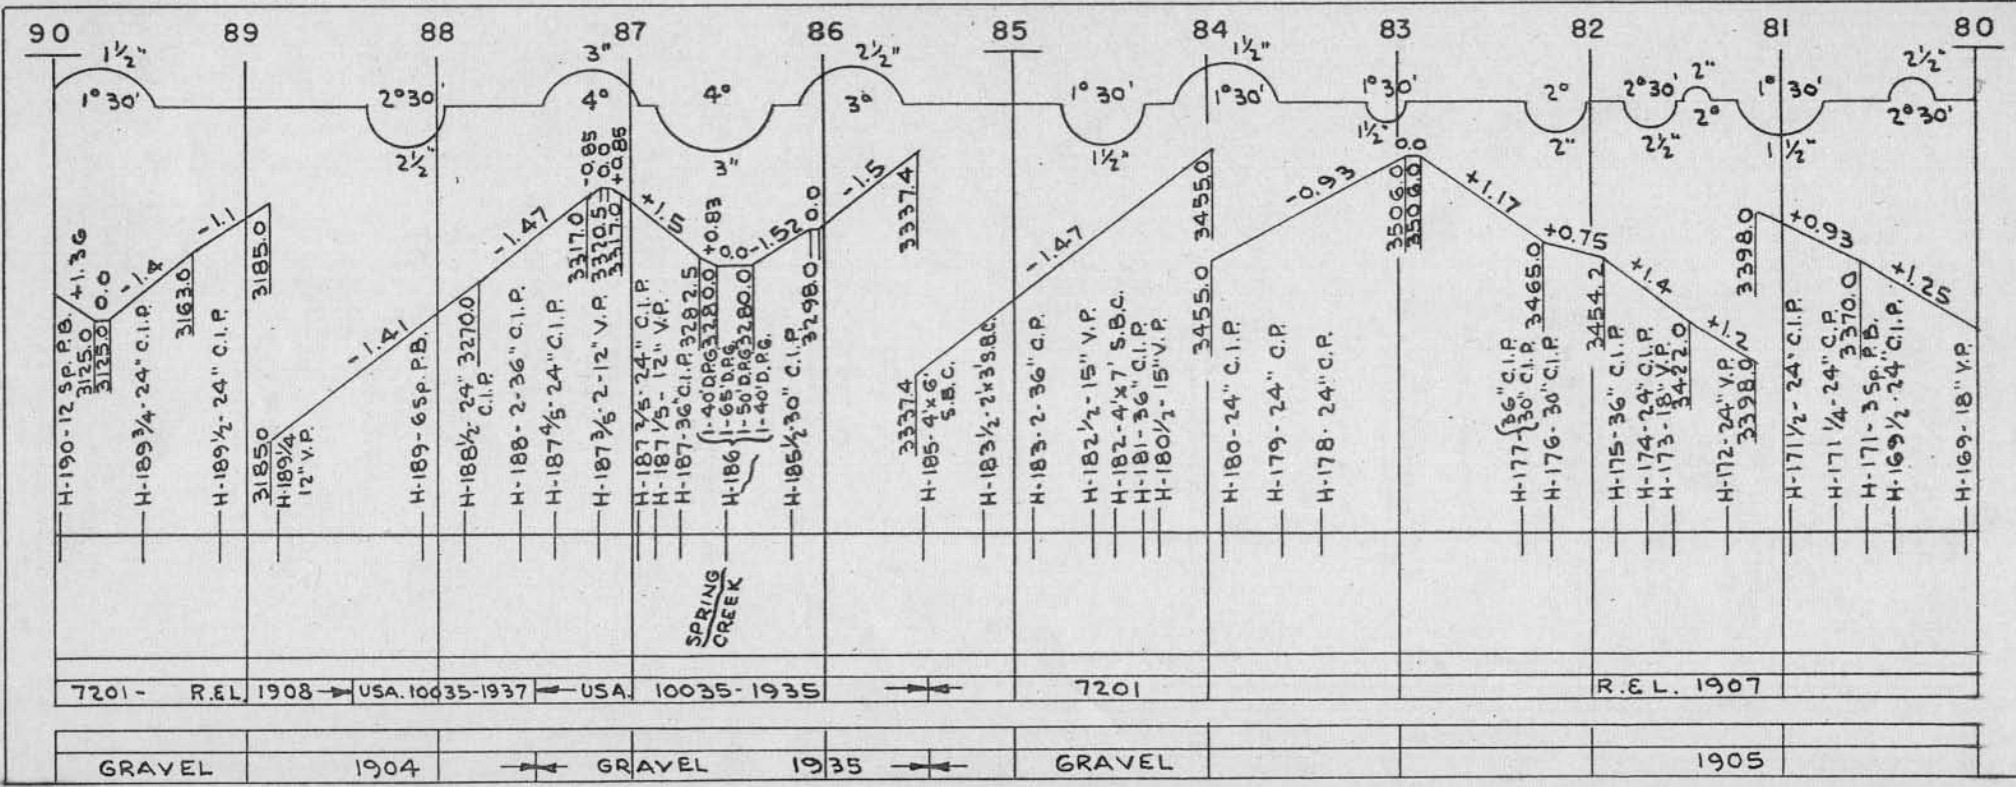 90 89 88 87 86 85 84 83 82 81 80
1½" 3" 2½" 1½" 2" 2½"
1°30' 2°30' 4° 4° 3° 1°30' 1°30' 1°30' 2° 2°30' 2° 1°30' 2°30'
2½" 3" 1½" 1½" 2" 2½" 1½"
+1.36
0.0
-1.4
-1.1
-1.41
-1.47
-0.85
0.0
+0.85
+1.5
+0.83
0.0
-1.52
0.0
-1.5
-1.47
-0.93
0.0
+1.17
+0.75
+1.4
+1.2
+0.93
+1.25
3125.0
3125.0
3163.0
3185.0
3185.0
3270.0
3317.0
3320.5
3317.0
3282.5
3280.0
3280.0
3298.0
3337.4
3337.4
3455.0
3455.0
3506.0
3506.0
3465.0
3454.2
3422.0
3398.0
3398.0
3370.0
H-190-12 Sp. P.B.
H-189¾-24" C.I.P.
H-189½-24" C.I.P.
H-189¼
12" V.P.
H-189-6 Sp. P.B.
H-188½-24"
C.I.P.
H-188-2-36" C.I.P.
H-187⅘-24" C.I.P.
H-187⅗-2-12" V.P.
H-187⅖-24" C.I.P.
H-187⅕-12" V.P.
H-187-36" C.I.P.
H-186
1-40' D.P.G.
1-65' D.P.G.
1-50' D.P.G.
1-40' D.P.G.
H-185½-30" C.I.P.
H-185-4'x6'
S.B.C.
H-183½-2'x3' S.B.C.
H-183-2-36" C.P.
H-182½-15" V.P.
H-182-4'x7' S.B.C.
H-181-36" C.I.P.
H-180½-15" V.P.
H-180-24" C.I.P.
H-179-24" C.P.
H-178-24" C.P.
H-177-
36" C.I.P.
30" C.I.P.
H-176-30" C.I.P.
H-175-36" C.I.P.
H-174-24" C.I.P.
H-173-18" V.P.
H-172-24" V.P.
H-171½-24" C.I.P.
H-171¼-24" C.P.
H-171-3 Sp. P.B.
H-169½-24" C.I.P.
H-169-18" V.P.
SPRING
CREEK
7201- R.&L. 1908 USA. 10035-1937 USA. 10035-1935 7201 R.&L. 1907
GRAVEL 1904 GRAVEL 1935 GRAVEL 1905